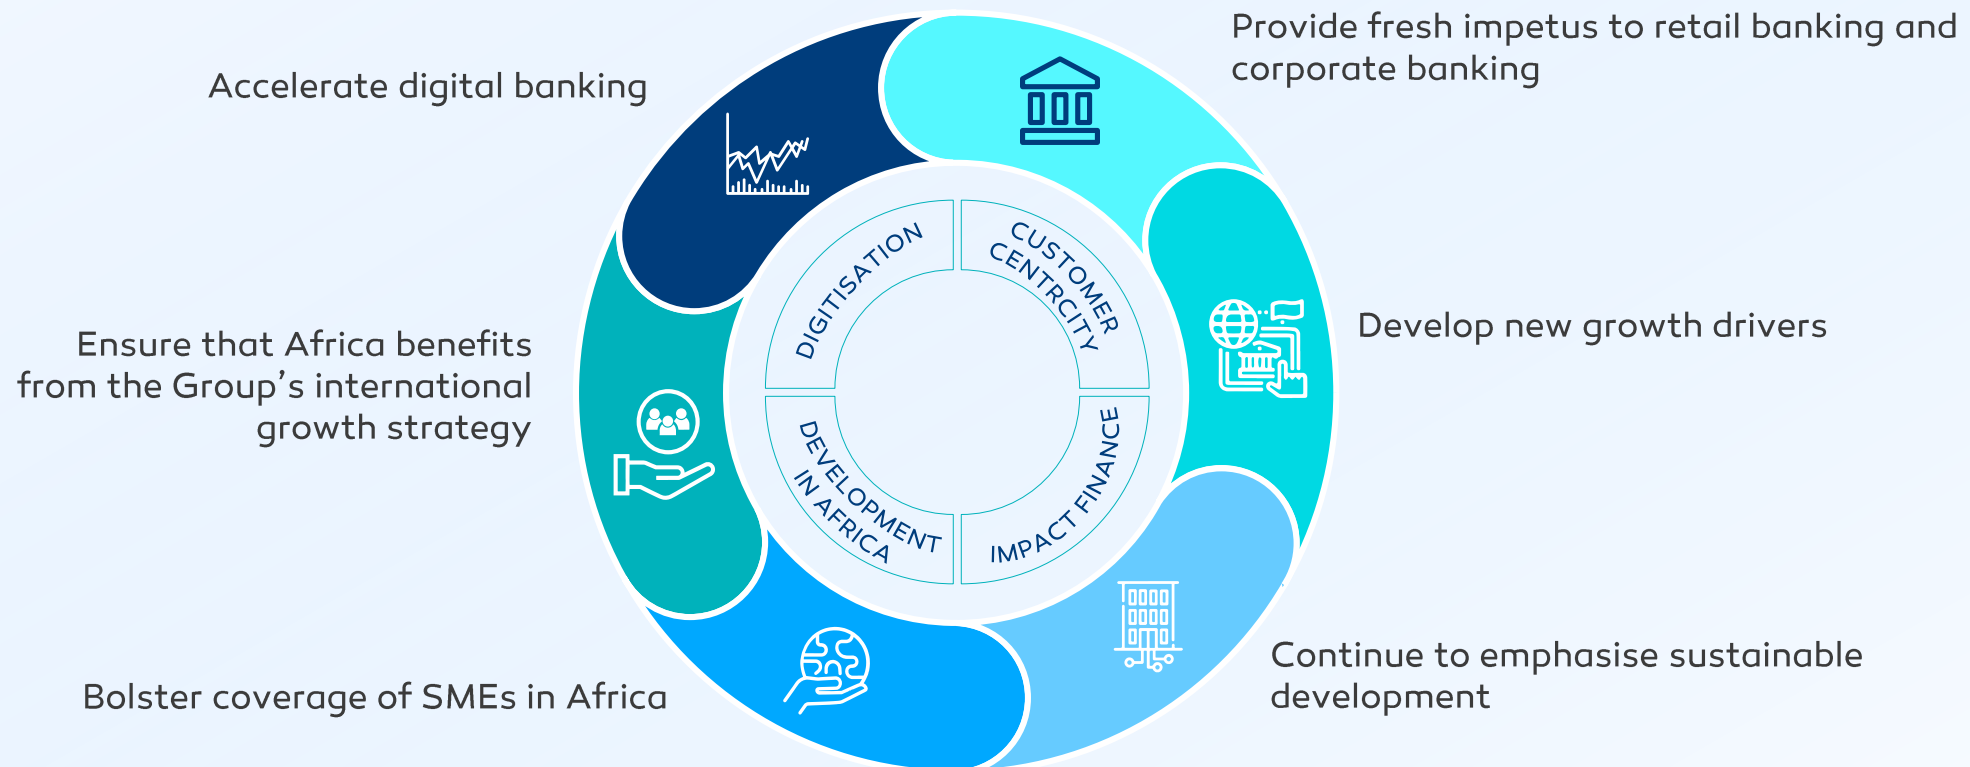 Provide fresh impetus to retail banking and
corporate banking
Accelerate digital banking
DIGITISATION
CUSTOMER
CENTRCITY
Develop new growth drivers
Ensure that Africa benefits
from the Group’s international
growth strategy
DEVELOPMENT
IN AFRICA
IMPACT FINANCE
Continue to emphasise sustainable
development
Bolster coverage of SMEs in Africa